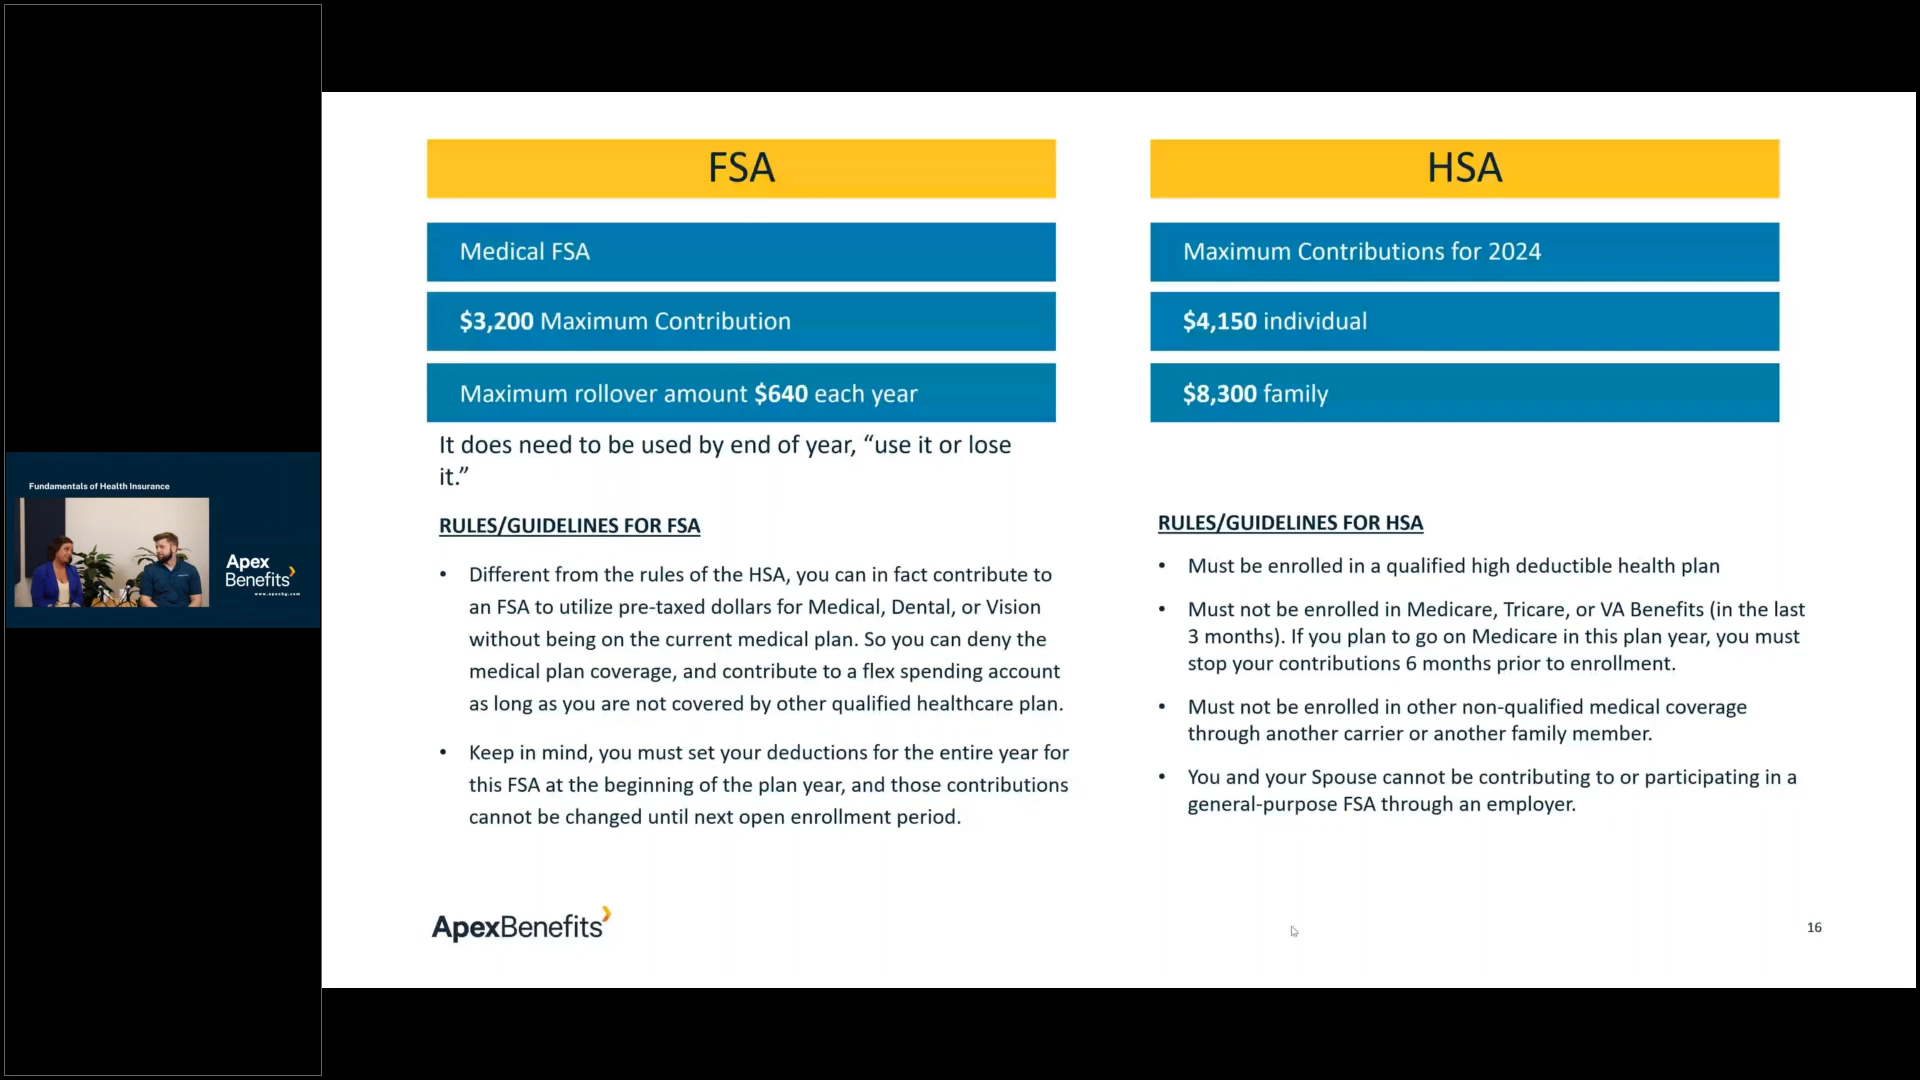 Fundamentals of Health Insurance
Apex
Benefits
www.apexbg.com
FSA
Medical FSA
$3,200 Maximum Contribution
Maximum rollover amount $640 each year
It does need to be used by end of year, “use it or lose
it.”
RULES/GUIDELINES FOR FSA
• Different from the rules of the HSA, you can in fact contribute to
an FSA to utilize pre-taxed dollars for Medical, Dental, or Vision
without being on the current medical plan. So you can deny the
medical plan coverage, and contribute to a flex spending account
as long as you are not covered by other qualified healthcare plan.
• Keep in mind, you must set your deductions for the entire year for
this FSA at the beginning of the plan year, and those contributions
cannot be changed until next open enrollment period.
HSA
Maximum Contributions for 2024
$4,150 individual
$8,300 family
RULES/GUIDELINES FOR HSA
• Must be enrolled in a qualified high deductible health plan
• Must not be enrolled in Medicare, Tricare, or VA Benefits (in the last
3 months). If you plan to go on Medicare in this plan year, you must
stop your contributions 6 months prior to enrollment.
• Must not be enrolled in other non-qualified medical coverage
through another carrier or another family member.
• You and your Spouse cannot be contributing to or participating in a
general-purpose FSA through an employer.
ApexBenefits
16